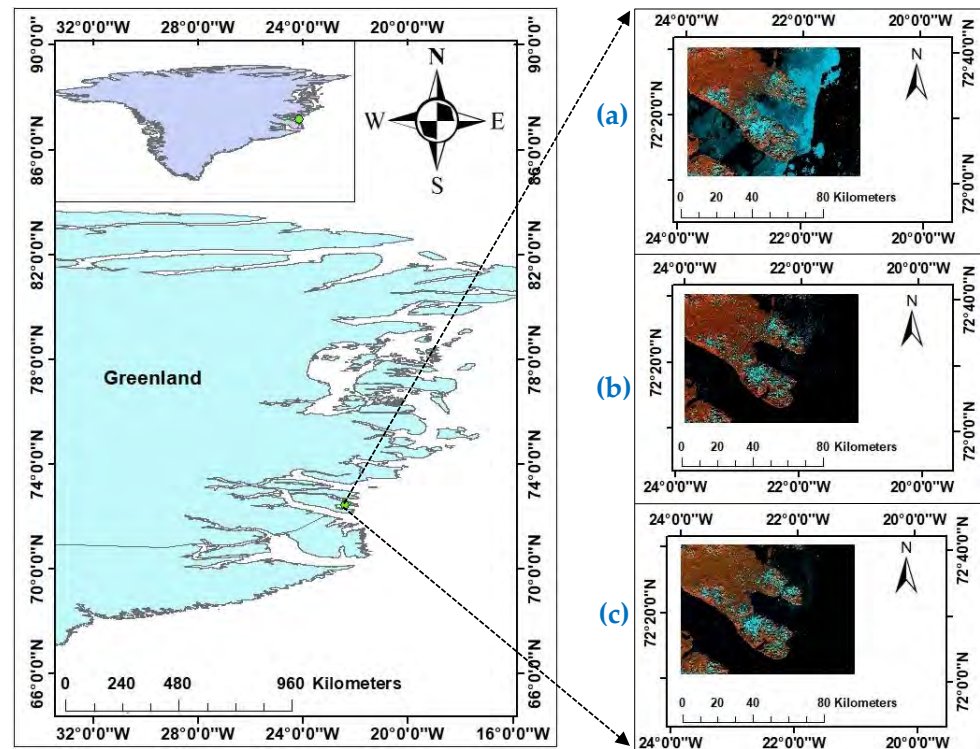 32°0'0"W 28°0'0"W 24°0'0"W 20°0'0"W
90°0'0"N
86°0'0"N
82°0'0"N
78°0'0"N
74°0'0"N
70°0'0"N
66°0'0"N
N
W E
S
Greenland
0 240 480 960 Kilometers
90°0'0"N
86°0'0"N
82°0'0"N
78°0'0"N
74°0'0"N
70°0'0"N
66°0'0"N
32°0'0"W 28°0'0"W 24°0'0"W 20°0'0"W 16°0'0"W
(a)
24°0'0"W 22°0'0"W 20°0'0"W
72°20'0"N
N
72°40'0"N
72°0'0"N
0 20 40 80 Kilometers
24°0'0"W 22°0'0"W 20°0'0"W
(b)
24°0'0"W 22°0'0"W 20°0'0"W
72°20'0"N
N
72°40'0"N
72°0'0"N
0 20 40 80 Kilometers
24°0'0"W 22°0'0"W 20°0'0"W
(c)
24°0'0"W 22°0'0"W 20°0'0"W
72°20'0"N
N
72°40'0"N
72°0'0"N
0 20 40 80 Kilometers
24°0'0"W 22°0'0"W 20°0'0"W